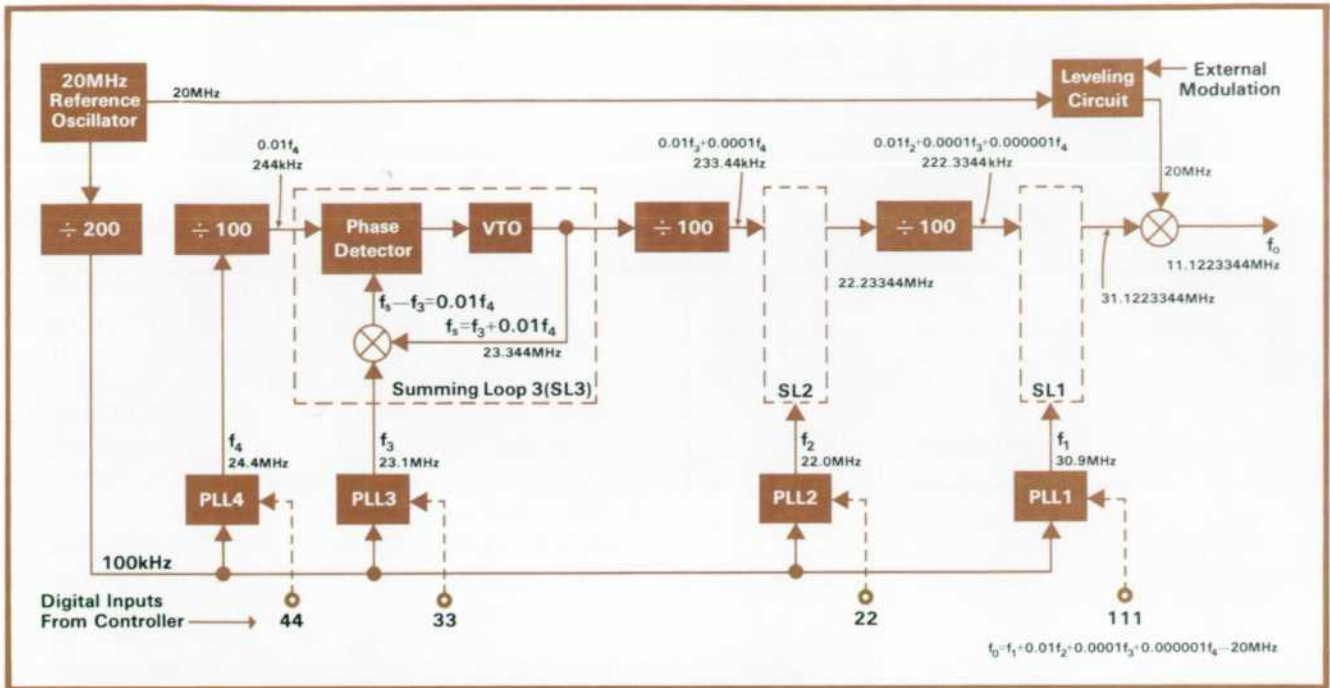 20MHz
Reference
Oscillator
20MHz
Leveling
Circuit
External
Modulation
0.01f₄
244kHz
0.01f₃+0.0001f₄
233.44kHz
0.01f₂+0.0001f₃+0.000001f₄
222.3344kHz
20MHz
÷ 200
÷ 100
Phase
Detector
VTO
÷ 100
÷ 100
fₒ
11.1223344MHz
22.23344MHz
31.1223344MHz
fₛ—f₃=0.01f₄
fₛ=f₃+0.01f₄
23.344MHz
Summing Loop 3(SL3)
SL2
SL1
f₄
24.4MHz
f₃
23.1MHz
f₂
22.0MHz
f₁
30.9MHz
PLL4
PLL3
PLL2
PLL1
100kHz
Digital Inputs
From Controller
44
33
22
111
f₀=f₁+0.01f₂+0.0001f₃+0.000001f₄—20MHz